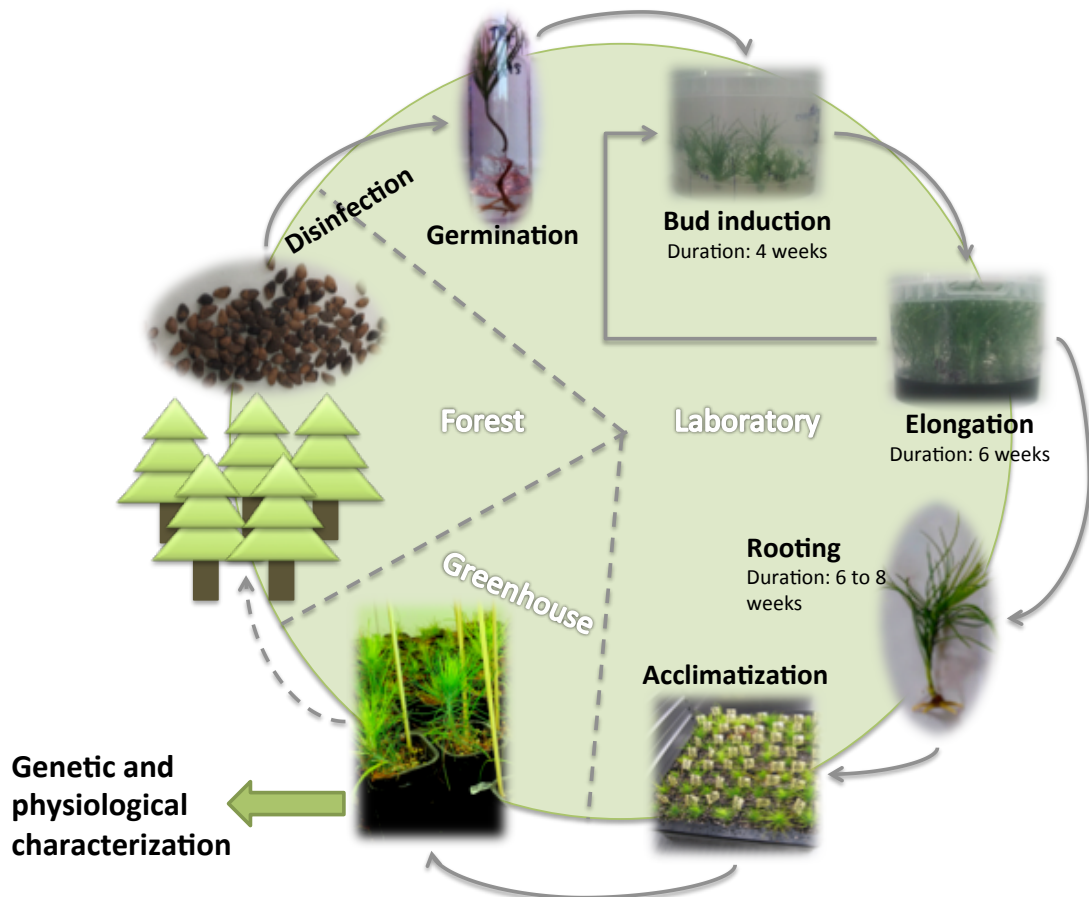 Disinfection
Germination
Bud induction
Duration: 4 weeks
Forest
Laboratory
Elongation
Duration: 6 weeks
Rooting
Duration: 6 to 8
weeks
Greenhouse
Acclimatization
Genetic and
physiological
characterization